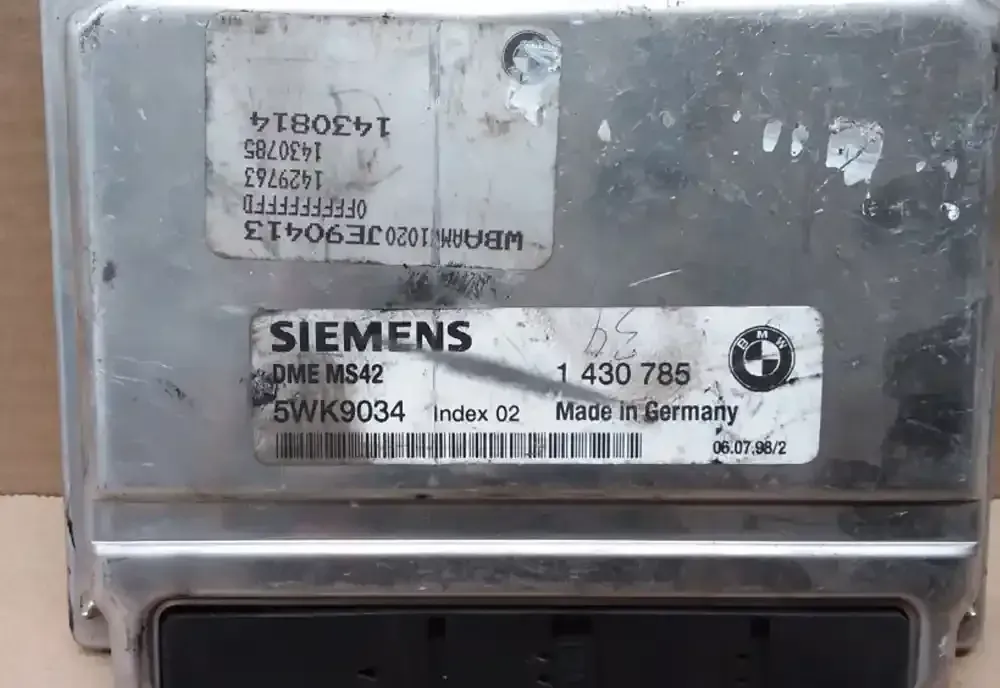 0FFFFFFFFD
1429763
1430785
1430814
SIEMENS
DME MS42 1 430 785
BMW
5WK9034 Index 02 Made in Germany
06.07.98/2